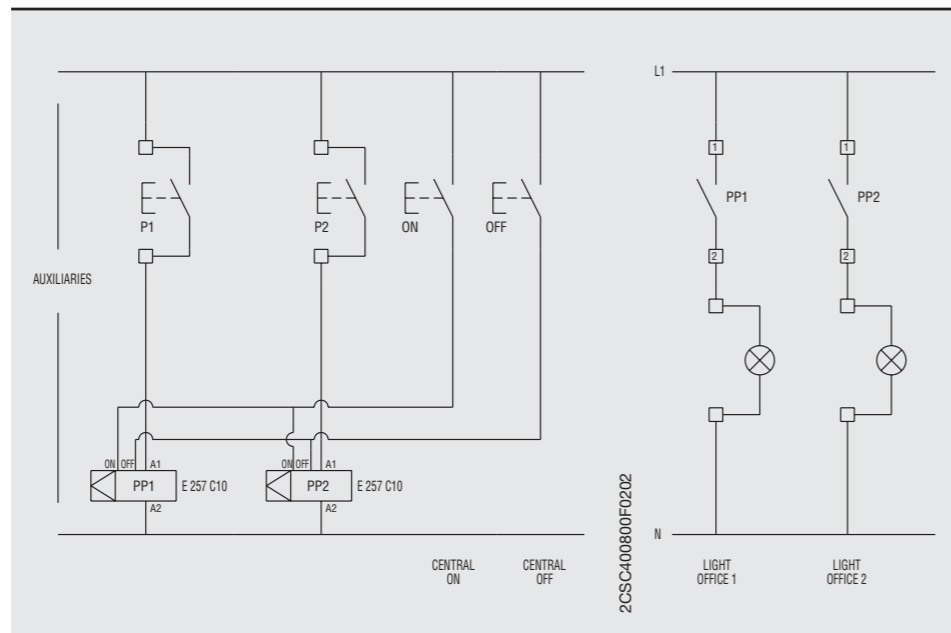 L1
1
1
P1
P2
ON
OFF
PP1
PP2
2
2
AUXILIARIES
ON OFF A1
ON OFF A1
PP1
E 257 C10
PP2
E 257 C10
A2
A2
N
CENTRAL
ON
CENTRAL
OFF
2CSC400800F0202
LIGHT
OFFICE 1
LIGHT
OFFICE 2